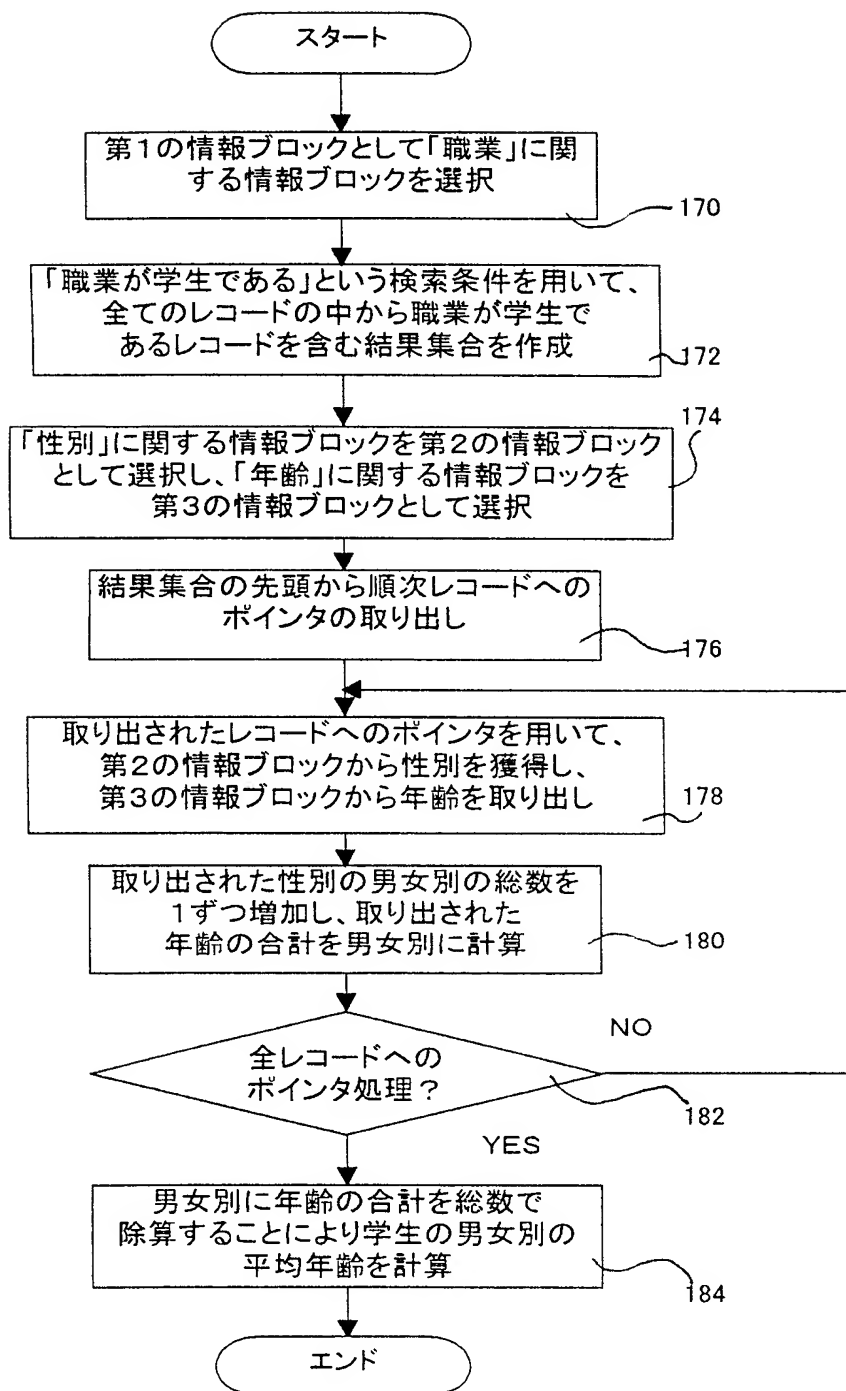 スタート
第1の情報ブロックとして「職業」に関
する情報ブロックを選択
170
「職業が学生である」という検索条件を用いて、
全てのレコードの中から職業が学生で
あるレコードを含む結果集合を作成
172
174
「性別」に関する情報ブロックを第2の情報ブロック
として選択し、「年齢」に関する情報ブロックを
第3の情報ブロックとして選択
結果集合の先頭から順次レコードへの
ポインタの取り出し
176
取り出されたレコードへのポインタを用いて、
第2の情報ブロックから性別を獲得し、
第3の情報ブロックから年齢を取り出し
178
取り出された性別の男女別の総数を
1ずつ増加し、取り出された
年齢の合計を男女別に計算
180
NO
全レコードへの
ポインタ処理?
182
YES
男女別に年齢の合計を総数で
除算することにより学生の男女別の
平均年齢を計算
184
エンド